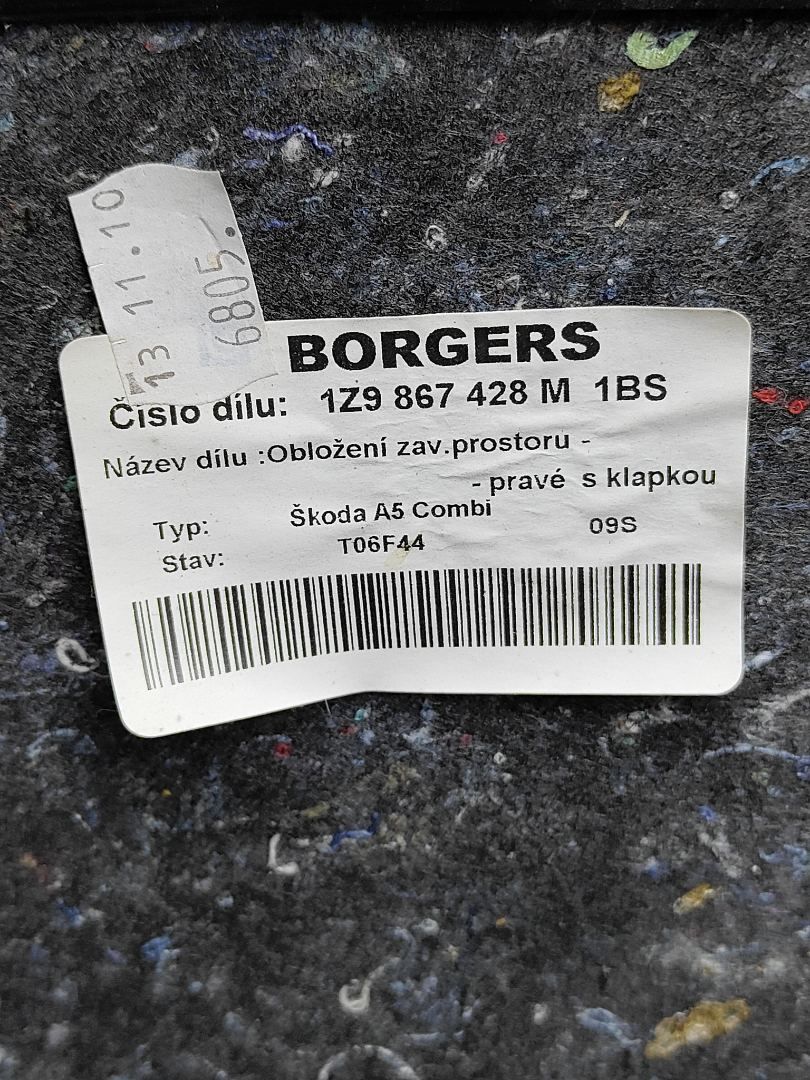 13 11.10
6805.
BORGERS
Číslo dílu: 1Z9 867 428 M 1BS
Název dílu :Obložení zav.prostoru -
- pravé s klapkou
Typ: Škoda A5 Combi 09S
Stav: T06F44